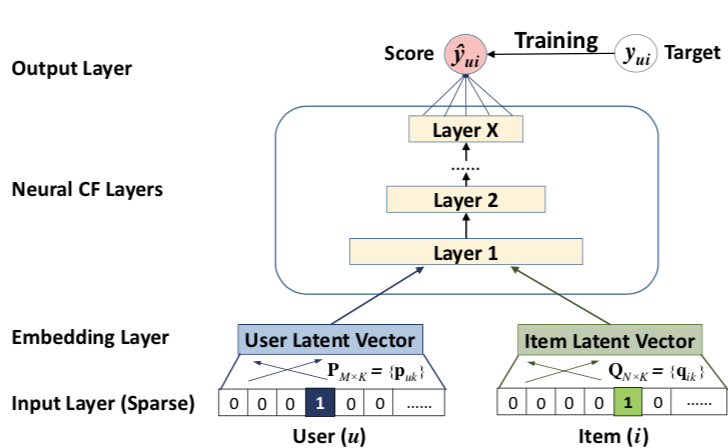 Training
Score ŷui yui Target
Output Layer
Layer X
......
Neural CF Layers
Layer 2
Layer 1
Embedding Layer User Latent Vector Item Latent Vector
PM×K = {puk} QN×K = {qik}
Input Layer (Sparse) 0 0 0 1 0 0 ...... 0 0 0 0 1 0 ......
User (u) Item (i)